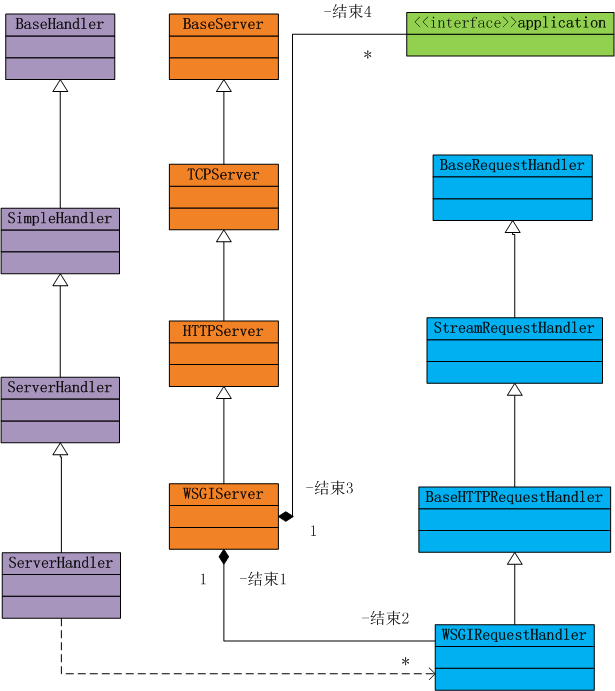 BaseHandler
BaseServer
-结束4
<<interface>>application
*
BaseRequestHandler
TCPServer
SimpleHandler
HTTPServer
StreamRequestHandler
ServerHandler
WSGIServer
-结束3
BaseHTTPRequestHandler
1
ServerHandler
1
-结束1
-结束2
WSGIRequestHandler
*